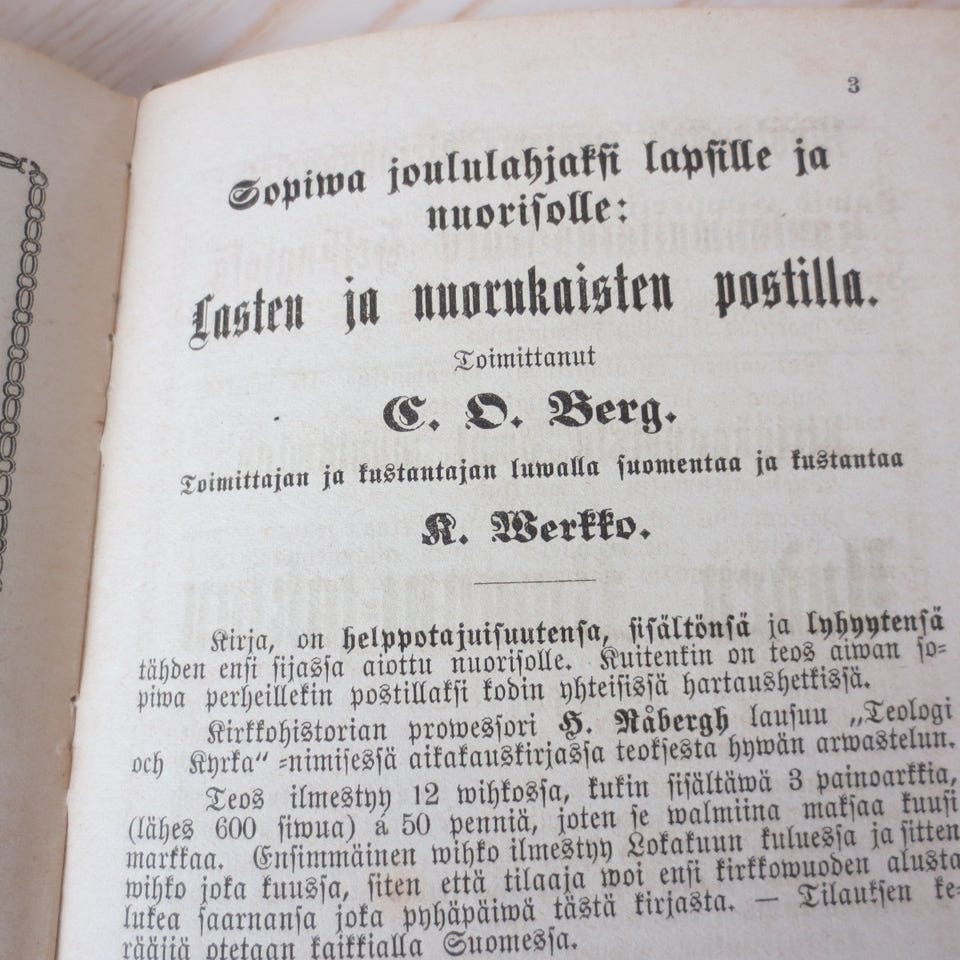 3
Sopiwa joululahjaksi lapsille ja
nuorisolle:
Lasten ja nuorukaisten postilla.
Toimittanut
C. O. Berg.
Toimittajan ja kustantajan luwalla suomentaa ja kustantaa
K. Werkko.
Kirja, on helppotajuisuutensa, sisältönsä ja lyhyytensä
tähden ensi sijassa aiottu nuorisolle. Kuitenkin on teos aiwan so-
piwa perheillekin postillaksi kodin yhteisissä hartaushetkissä.
Kirkkohistorian prowessori H. Råbergh lausuu „Teologi
och Kyrka“ -nimisessä aikakauskirjassa teoksesta hywän arwastelun.
Teos ilmestyy 12 wihkossa, kukin sisältäwä 3 painoarkkia,
(lähes 600 siwua) á 50 penniä, joten se walmiina maksaa kuusi
markkaa. Ensimmäinen wihko ilmestyy Lokakuun kuluessa ja sitten
wihko joka kuussa, siten että tilaaja woi ensi kirkkowuoden alusta
lukea saarnansa joka pyhäpäiwä tästä kirjasta. — Tilauksen ke-
rääjiä otetaan kaikkialla Suomessa.